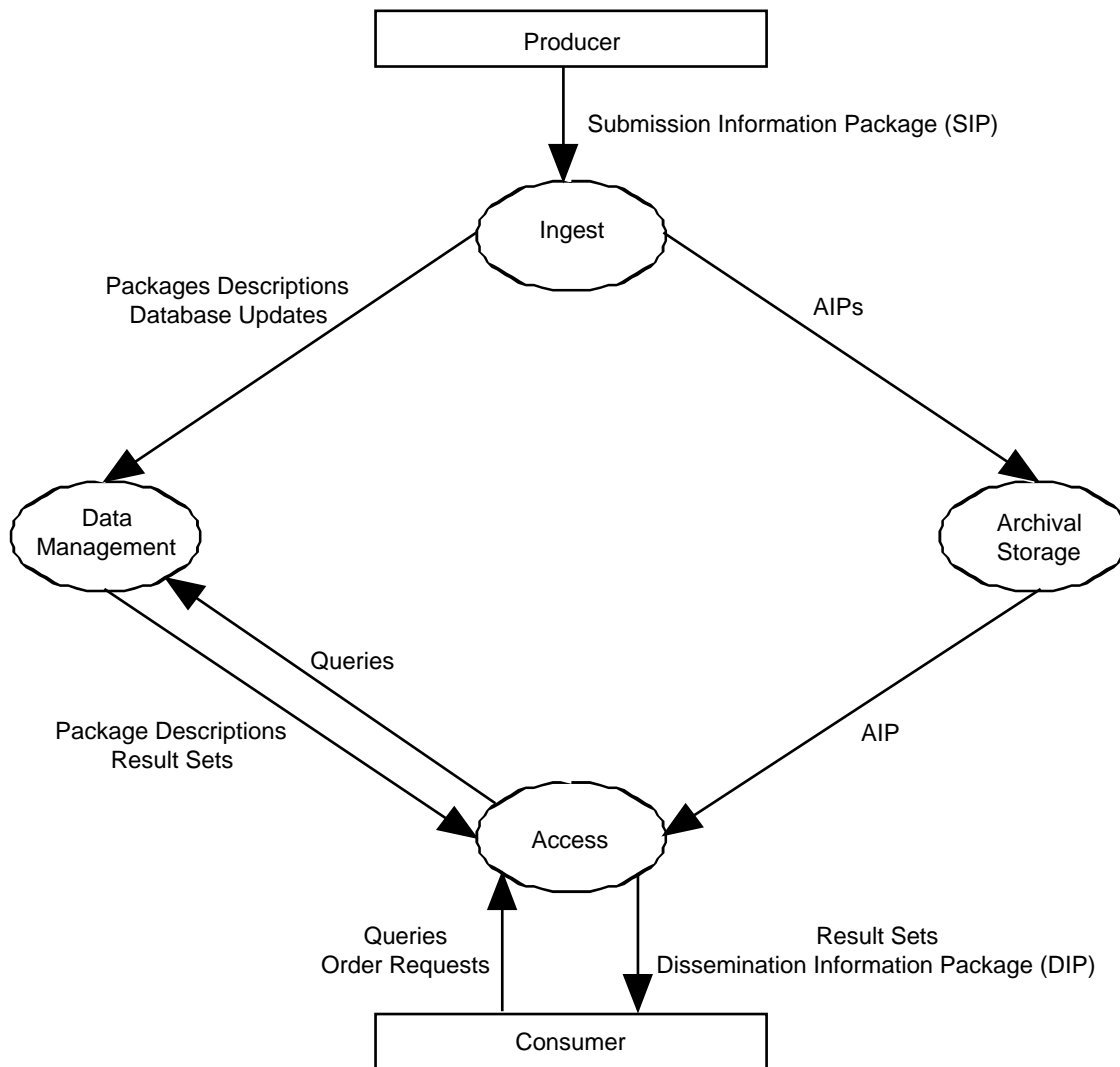 Producer
Submission Information Package (SIP)
Ingest
Packages Descriptions
Database Updates
AIPs
Data
Management
Archival
Storage
Queries
Package Descriptions
Result Sets
AIP
Access
Queries
Order Requests
Result Sets
Dissemination Information Package (DIP)
Consumer